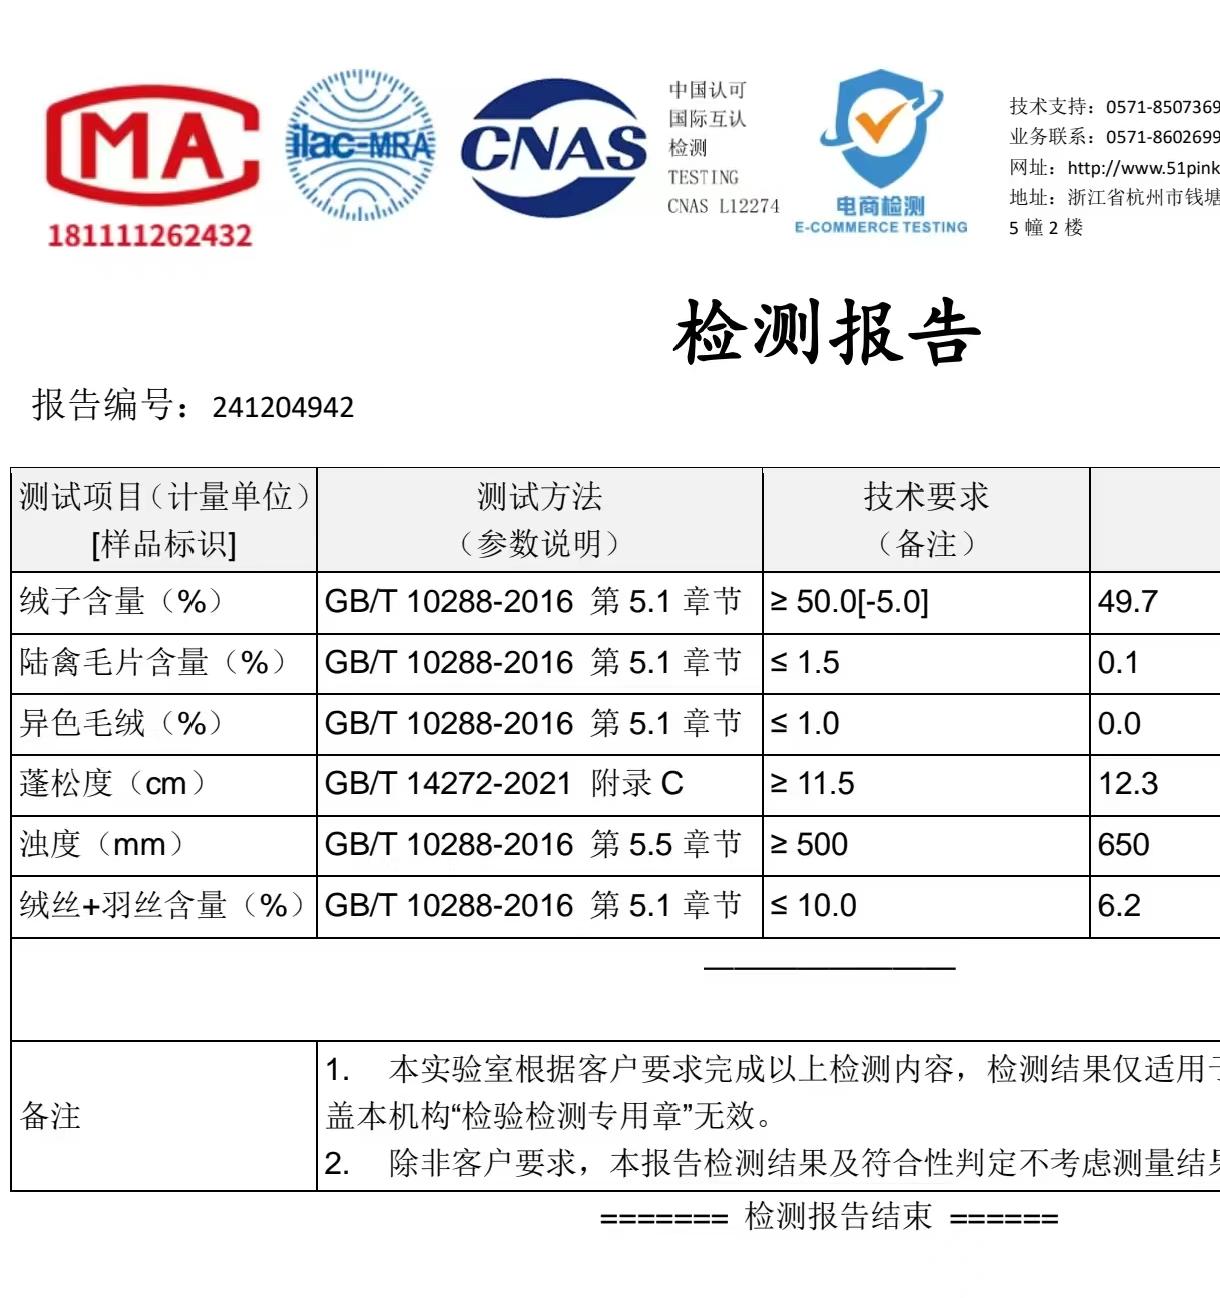 MA
181111262432
ilac-MRA
CNAS
中国认可
国际互认
检测
TESTING
CNAS L12274
电商检测
E-COMMERCE TESTING
技术支持：0571-8507369
业务联系：0571-8602699
网址：http://www.51pink
地址：浙江省杭州市钱塘
5 幢 2 楼
检测报告
报告编号：241204942
测试项目（计量单位）
[样品标识]
测试方法
（参数说明）
技术要求
（备注）
绒子含量（%） GB/T 10288-2016 第 5.1 章节 ≥ 50.0[-5.0] 49.7
陆禽毛片含量（%） GB/T 10288-2016 第 5.1 章节 ≤ 1.5 0.1
异色毛绒（%） GB/T 10288-2016 第 5.1 章节 ≤ 1.0 0.0
蓬松度（cm） GB/T 14272-2021 附录 C ≥ 11.5 12.3
浊度（mm） GB/T 10288-2016 第 5.5 章节 ≥ 500 650
绒丝+羽丝含量（%） GB/T 10288-2016 第 5.1 章节 ≤ 10.0 6.2
备注
1. 本实验室根据客户要求完成以上检测内容，检测结果仅适用于
盖本机构“检验检测专用章”无效。
2. 除非客户要求，本报告检测结果及符合性判定不考虑测量结果
======= 检测报告结束 ======